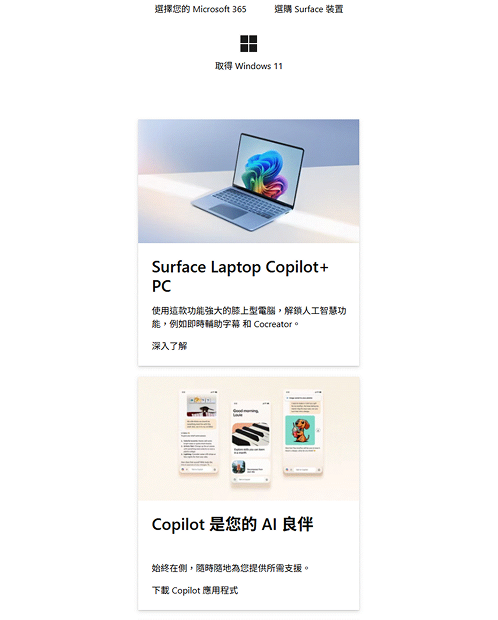 選擇您的 Microsoft 365
選購 Surface 裝置
取得 Windows 11
Surface Laptop Copilot+
PC
使用這款功能強大的膝上型電腦，解鎖人工智慧功
能，例如即時輔助字幕 和 Cocreator。
深入了解
Good morning,
Louie
Copilot 是您的 AI 良伴
始終在側，隨時隨地為您提供所需支援。
下載 Copilot 應用程式